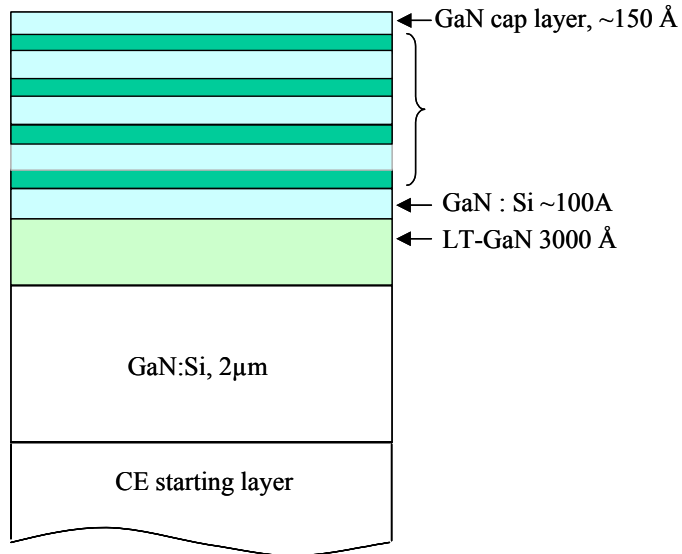 GaN cap layer, ~150 Å
GaN : Si ~100A
LT-GaN 3000 Å
GaN:Si, 2µm
CE starting layer